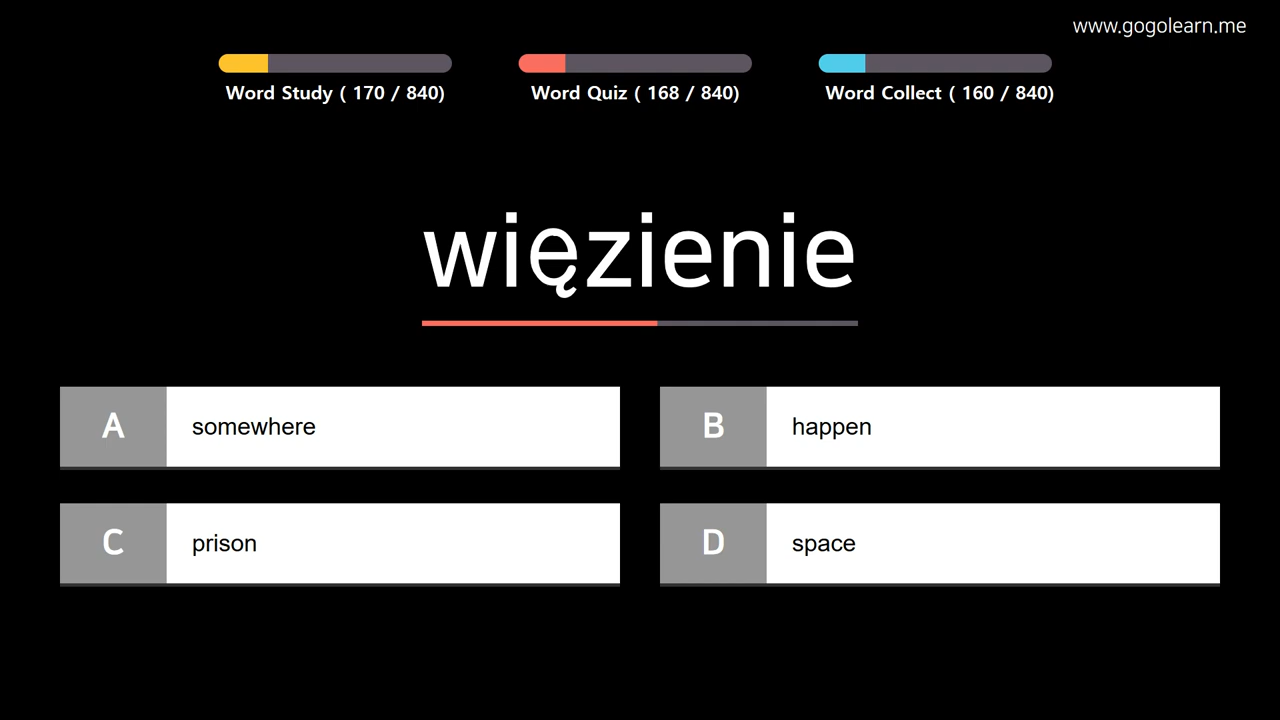 www.gogolearn.me
Word Study ( 170 / 840)
Word Quiz ( 168 / 840)
Word Collect ( 160 / 840)
więzienie
A somewhere
B happen
C prison
D space